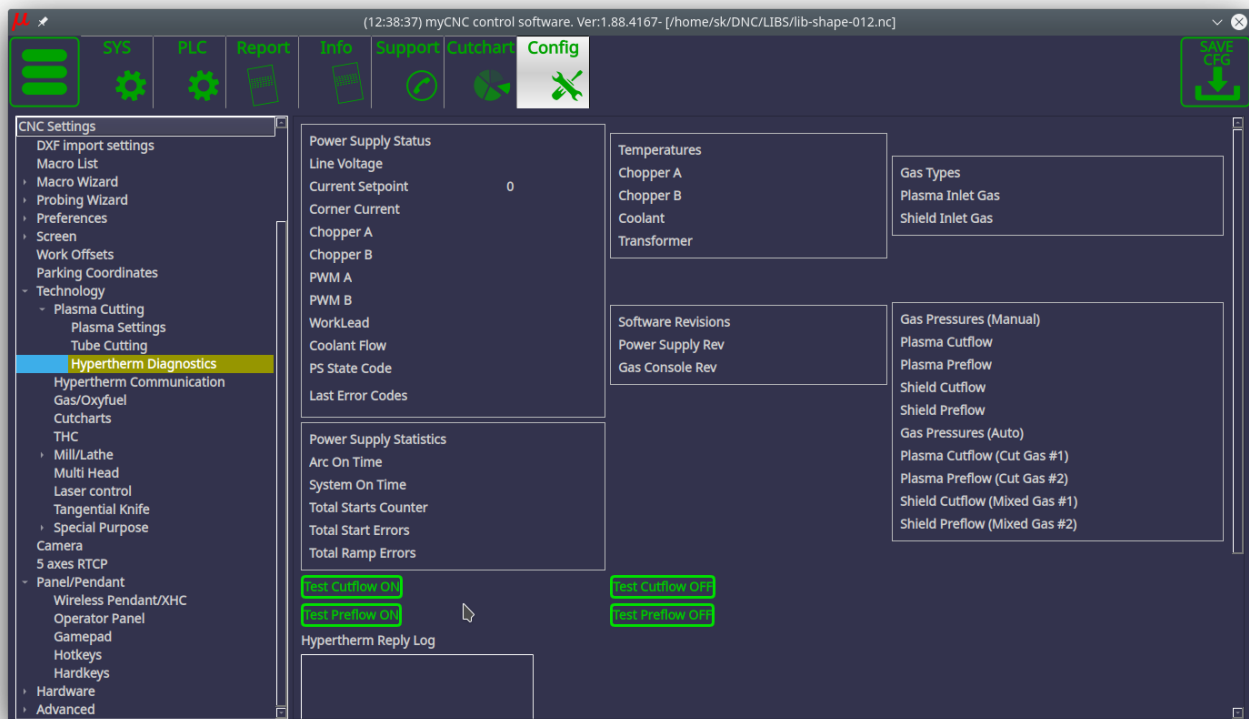 (12:38:37) myCNC control software. Ver:1.88.4167- [/home/sk/DNC/LIBS/lib-shape-012.nc]
SYS
PLC
Report
Info
Support
Cutchart
Config
SAVE
CFG
CNC Settings
DXF import settings
Macro List
Macro Wizard
Probing Wizard
Preferences
Screen
Work Offsets
Parking Coordinates
Technology
Plasma Cutting
Plasma Settings
Tube Cutting
Hypertherm Diagnostics
Hypertherm Communication
Gas/Oxyfuel
Cutcharts
THC
Mill/Lathe
Multi Head
Laser control
Tangential Knife
Special Purpose
Camera
5 axes RTCP
Panel/Pendant
Wireless Pendant/XHC
Operator Panel
Gamepad
Hotkeys
Hardkeys
Hardware
Advanced
Power Supply Status
Line Voltage
Current Setpoint 0
Corner Current
Chopper A
Chopper B
PWM A
PWM B
WorkLead
Coolant Flow
PS State Code
Last Error Codes
Power Supply Statistics
Arc On Time
System On Time
Total Starts Counter
Total Start Errors
Total Ramp Errors
Temperatures
Chopper A
Chopper B
Coolant
Transformer
Software Revisions
Power Supply Rev
Gas Console Rev
Gas Types
Plasma Inlet Gas
Shield Inlet Gas
Gas Pressures (Manual)
Plasma Cutflow
Plasma Preflow
Shield Cutflow
Shield Preflow
Gas Pressures (Auto)
Plasma Cutflow (Cut Gas #1)
Plasma Preflow (Cut Gas #2)
Shield Cutflow (Mixed Gas #1)
Shield Preflow (Mixed Gas #2)
Test Cutflow ON
Test Cutflow OFF
Test Preflow ON
Test Preflow OFF
Hypertherm Reply Log